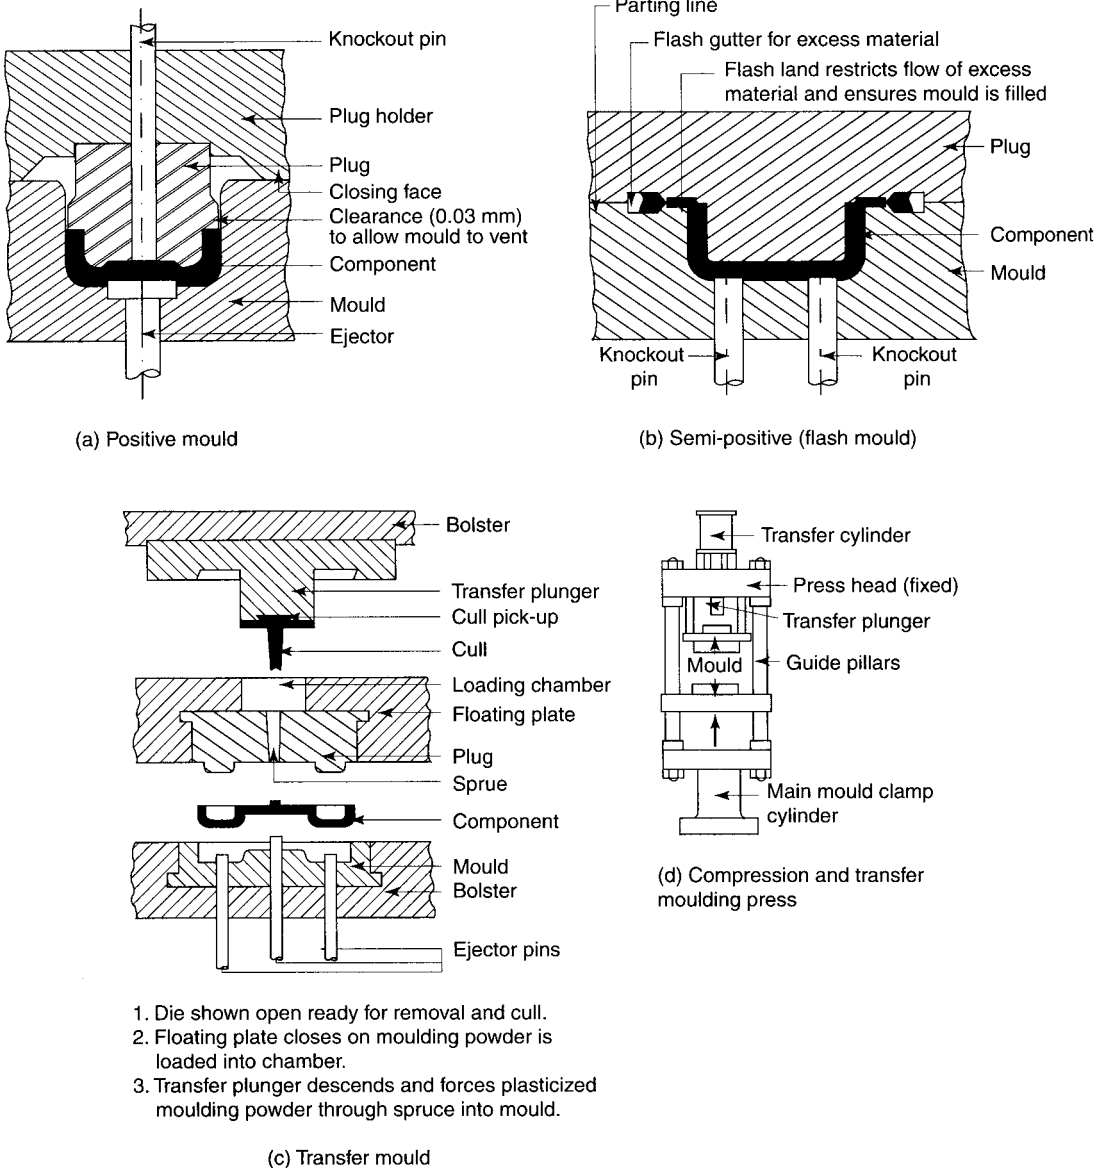 Knockout pin
Plug holder
Plug
Closing face
Clearance (0.03 mm)
to allow mould to vent
Component
Mould
Ejector
(a) Positive mould
Parting line
Flash gutter for excess material
Flash land restricts flow of excess
material and ensures mould is filled
Plug
Component
Mould
Knockout
pin
Knockout
pin
(b) Semi-positive (flash mould)
Bolster
Transfer plunger
Cull pick-up
Cull
Loading chamber
Floating plate
Plug
Sprue
Component
Mould
Bolster
Ejector pins
1. Die shown open ready for removal and cull.
2. Floating plate closes on moulding powder is
loaded into chamber.
3. Transfer plunger descends and forces plasticized
moulding powder through spruce into mould.
(c) Transfer mould
Transfer cylinder
Press head (fixed)
Transfer plunger
Mould
Guide pillars
Main mould clamp
cylinder
(d) Compression and transfer
moulding press